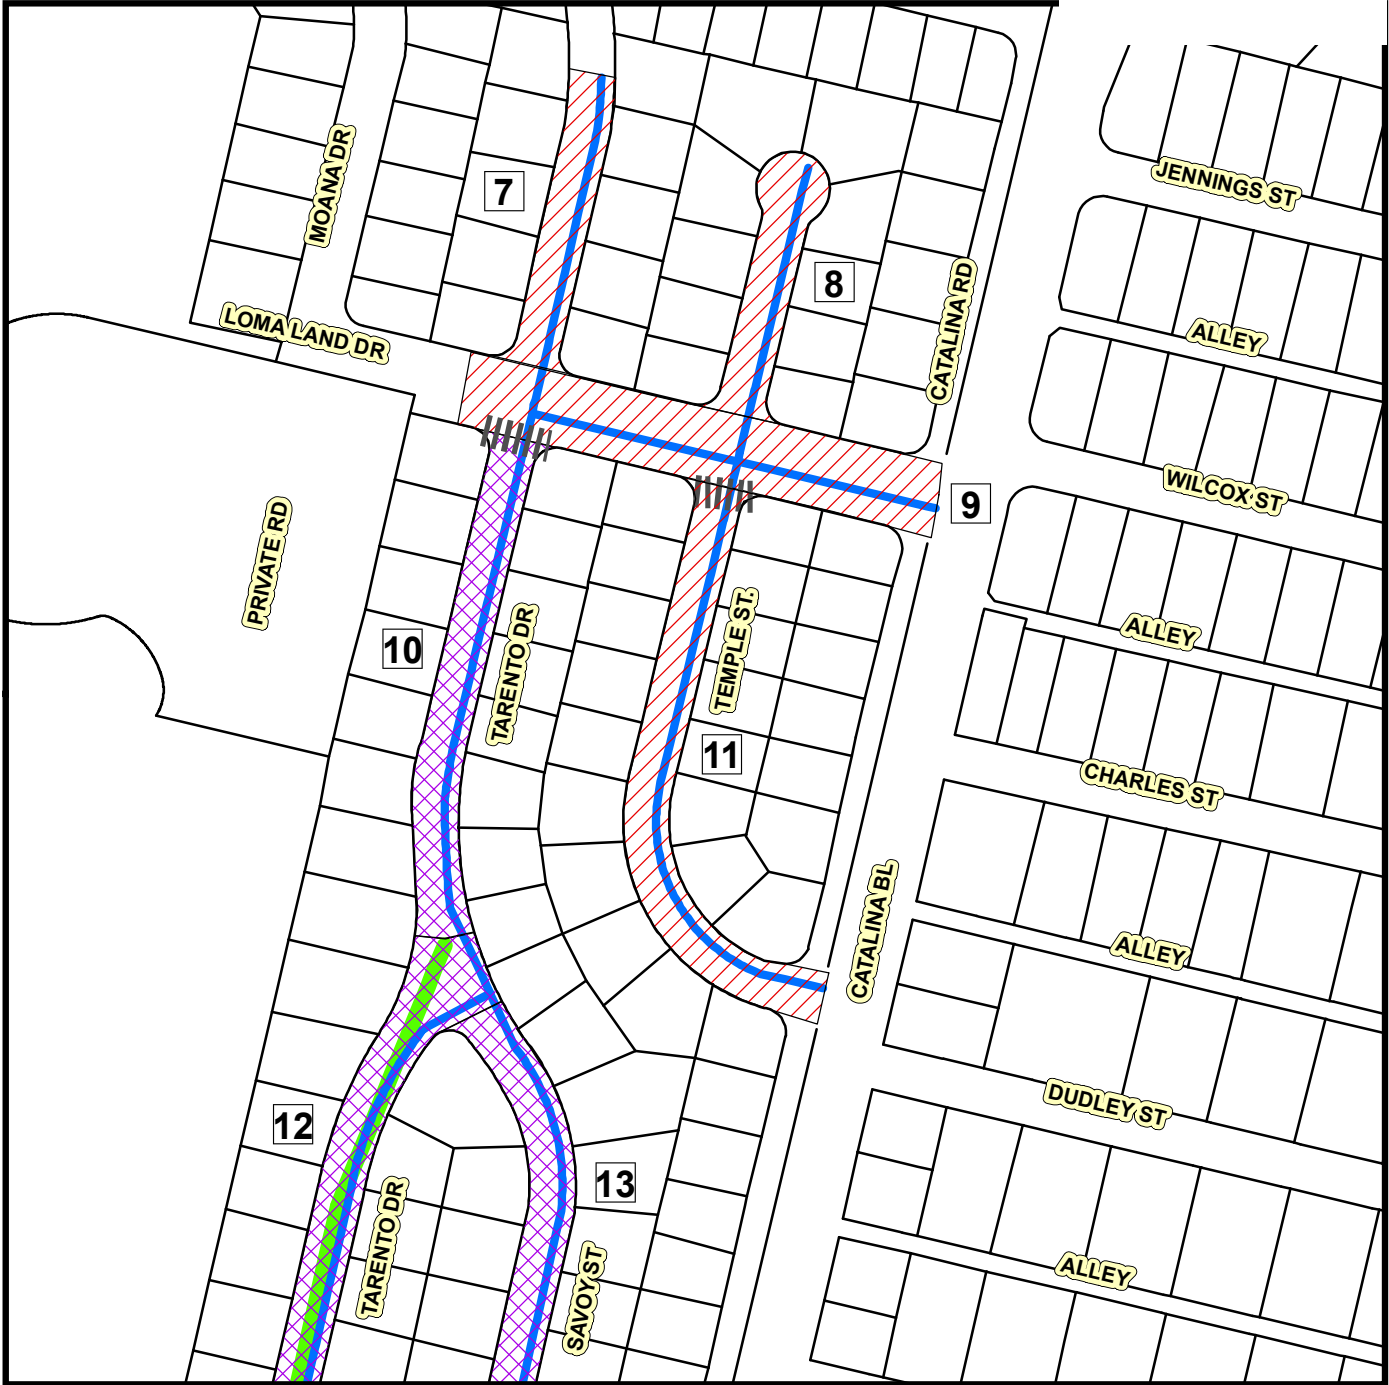 JENNINGS ST
MOANA DR
7
8
CATALINA RD
LOMA LAND DR
ALLEY
WILCOX ST
9
PRIVATE RD
10
TARENTO DR
TEMPLE ST.
ALLEY
11
CHARLES ST
CATALINA BL
ALLEY
12
DUDLEY ST
13
TARENTO DR
SAVOY ST
ALLEY